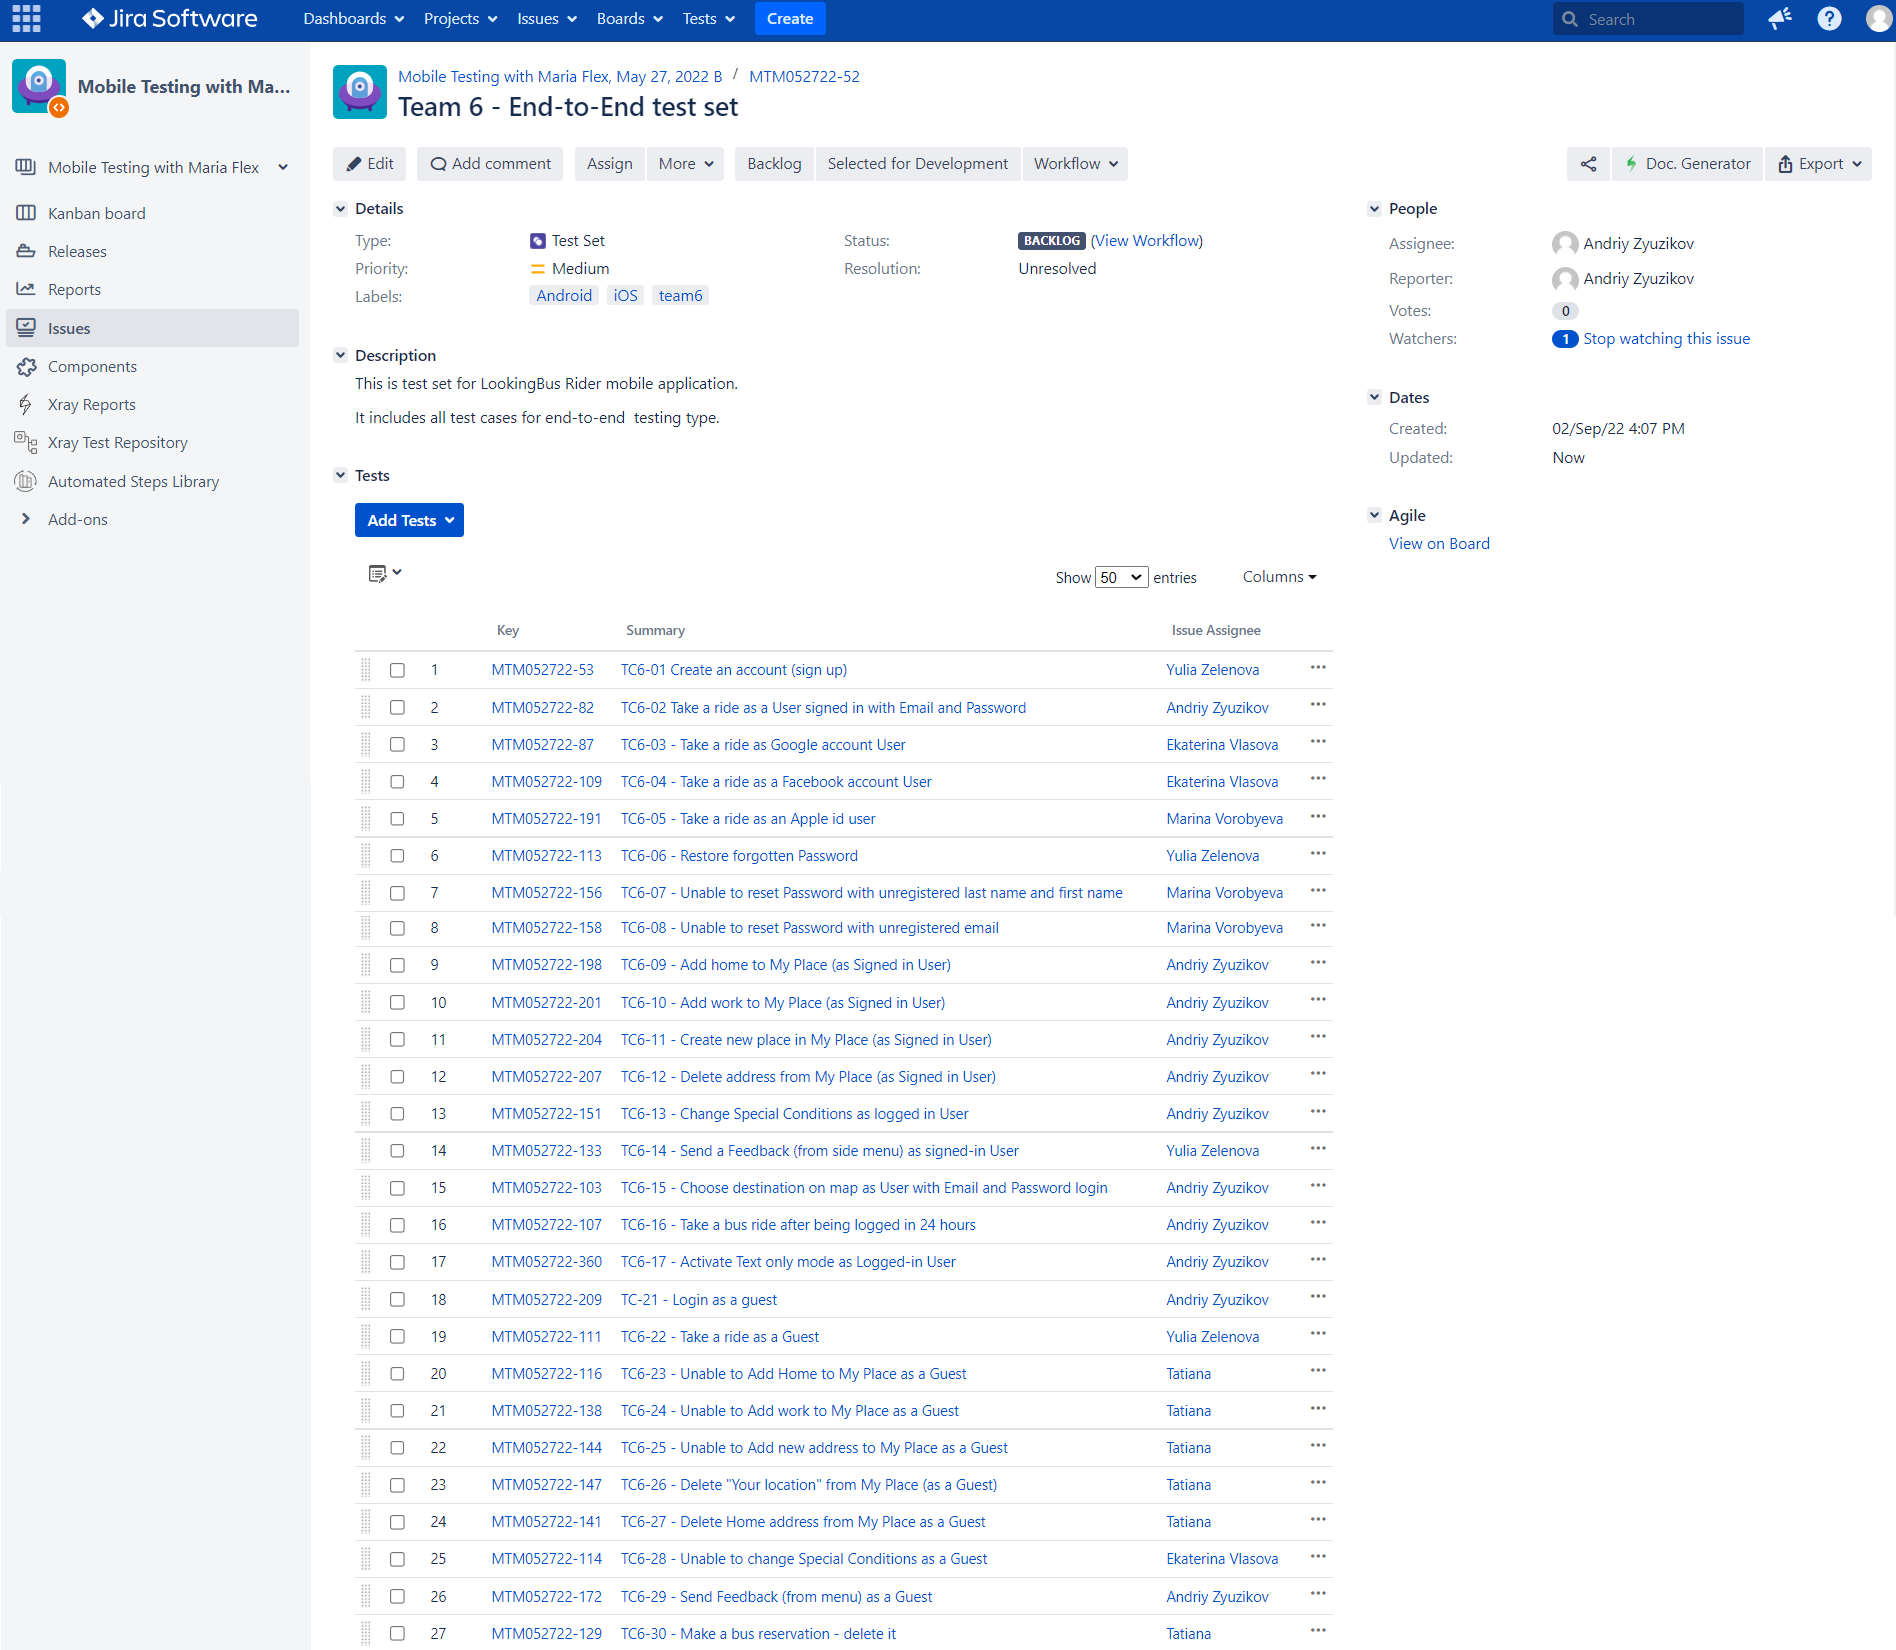 Jira Software Dashboards Projects Issues Boards Tests Create Search
Mobile Testing with Ma...
Mobile Testing with Maria Flex
Kanban board
Releases
Reports
Issues
Components
Xray Reports
Xray Test Repository
Automated Steps Library
Add-ons
Mobile Testing with Maria Flex, May 27, 2022 B / MTM052722-52
Team 6 - End-to-End test set
Edit Add comment Assign More Backlog Selected for Development Workflow Doc. Generator Export
Details
Type: Test Set Status: BACKLOG (View Workflow)
Priority: Medium Resolution: Unresolved
Labels: Android iOS team6
Description
This is test set for LookingBus Rider mobile application.
It includes all test cases for end-to-end  testing type.
Tests
Add Tests
Show 50 entries Columns
Key Summary Issue Assignee
1 MTM052722-53 TC6-01 Create an account (sign up) Yulia Zelenova
2 MTM052722-82 TC6-02 Take a ride as a User signed in with Email and Password Andriy Zyuzikov
3 MTM052722-87 TC6-03 - Take a ride as Google account User Ekaterina Vlasova
4 MTM052722-109 TC6-04 - Take a ride as a Facebook account User Ekaterina Vlasova
5 MTM052722-191 TC6-05 - Take a ride as an Apple id user Marina Vorobyeva
6 MTM052722-113 TC6-06 - Restore forgotten Password Yulia Zelenova
7 MTM052722-156 TC6-07 - Unable to reset Password with unregistered last name and first name Marina Vorobyeva
8 MTM052722-158 TC6-08 - Unable to reset Password with unregistered email Marina Vorobyeva
9 MTM052722-198 TC6-09 - Add home to My Place (as Signed in User) Andriy Zyuzikov
10 MTM052722-201 TC6-10 - Add work to My Place (as Signed in User) Andriy Zyuzikov
11 MTM052722-204 TC6-11 - Create new place in My Place (as Signed in User) Andriy Zyuzikov
12 MTM052722-207 TC6-12 - Delete address from My Place (as Signed in User) Andriy Zyuzikov
13 MTM052722-151 TC6-13 - Change Special Conditions as logged in User Andriy Zyuzikov
14 MTM052722-133 TC6-14 - Send a Feedback (from side menu) as signed-in User Yulia Zelenova
15 MTM052722-103 TC6-15 - Choose destination on map as User with Email and Password login Andriy Zyuzikov
16 MTM052722-107 TC6-16 - Take a bus ride after being logged in 24 hours Andriy Zyuzikov
17 MTM052722-360 TC6-17 - Activate Text only mode as Logged-in User Andriy Zyuzikov
18 MTM052722-209 TC-21 - Login as a guest Andriy Zyuzikov
19 MTM052722-111 TC6-22 - Take a ride as a Guest Yulia Zelenova
20 MTM052722-116 TC6-23 - Unable to Add Home to My Place as a Guest Tatiana
21 MTM052722-138 TC6-24 - Unable to Add work to My Place as a Guest Tatiana
22 MTM052722-144 TC6-25 - Unable to Add new address to My Place as a Guest Tatiana
23 MTM052722-147 TC6-26 - Delete "Your location" from My Place (as a Guest) Tatiana
24 MTM052722-141 TC6-27 - Delete Home address from My Place as a Guest Tatiana
25 MTM052722-114 TC6-28 - Unable to change Special Conditions as a Guest Ekaterina Vlasova
26 MTM052722-172 TC6-29 - Send Feedback (from menu) as a Guest Andriy Zyuzikov
27 MTM052722-129 TC6-30 - Make a bus reservation - delete it Tatiana
People
Assignee: Andriy Zyuzikov
Reporter: Andriy Zyuzikov
Votes: 0
Watchers: 1 Stop watching this issue
Dates
Created: 02/Sep/22 4:07 PM
Updated: Now
Agile
View on Board